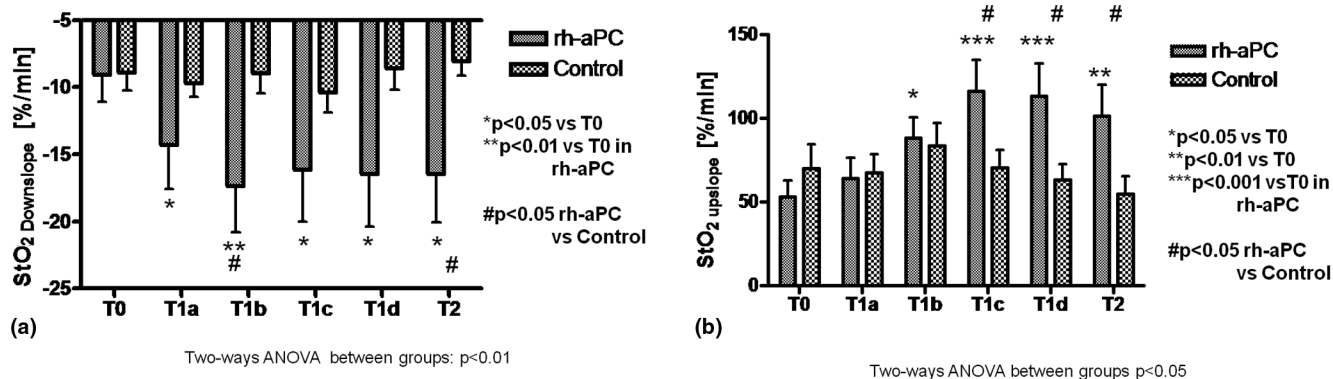 -5
-10
-15
-20
-25
StO2 Downslope [%/mIn]
*
**
#
*
*
*
#
T0 T1a T1b T1c T1d T2
rh-aPC
Control
*p<0.05 vs T0
**p<0.01 vs T0 in
rh-aPC
#p<0.05 rh-aPC
vs Control
(a)
Two-ways ANOVA between groups: p<0.01
150
100
50
0
StO2 upslope [%/mIn]
# # #
*** ***
**
*
T0 T1a T1b T1c T1d T2
rh-aPC
Control
*p<0.05 vs T0
**p<0.01 vs T0
***p<0.001 vsT0 in
rh-aPC
#p<0.05 rh-aPC
vs Control
(b)
Two-ways ANOVA between groups p<0.05